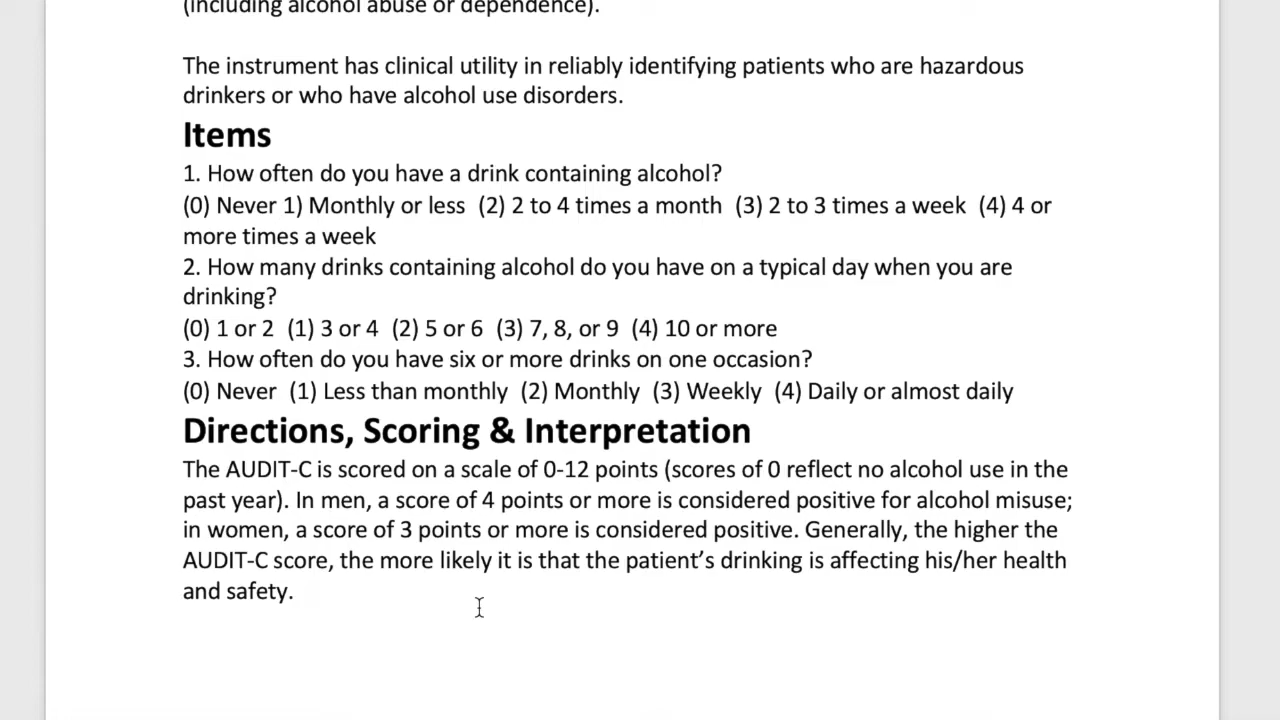 (including alcohol abuse or dependence).
The instrument has clinical utility in reliably identifying patients who are hazardous
drinkers or who have alcohol use disorders.
Items
1. How often do you have a drink containing alcohol?
(0) Never 1) Monthly or less  (2) 2 to 4 times a month  (3) 2 to 3 times a week  (4) 4 or
more times a week
2. How many drinks containing alcohol do you have on a typical day when you are
drinking?
(0) 1 or 2  (1) 3 or 4  (2) 5 or 6  (3) 7, 8, or 9  (4) 10 or more
3. How often do you have six or more drinks on one occasion?
(0) Never  (1) Less than monthly  (2) Monthly  (3) Weekly  (4) Daily or almost daily
Directions, Scoring & Interpretation
The AUDIT-C is scored on a scale of 0-12 points (scores of 0 reflect no alcohol use in the
past year). In men, a score of 4 points or more is considered positive for alcohol misuse;
in women, a score of 3 points or more is considered positive. Generally, the higher the
AUDIT-C score, the more likely it is that the patient’s drinking is affecting his/her health
and safety.